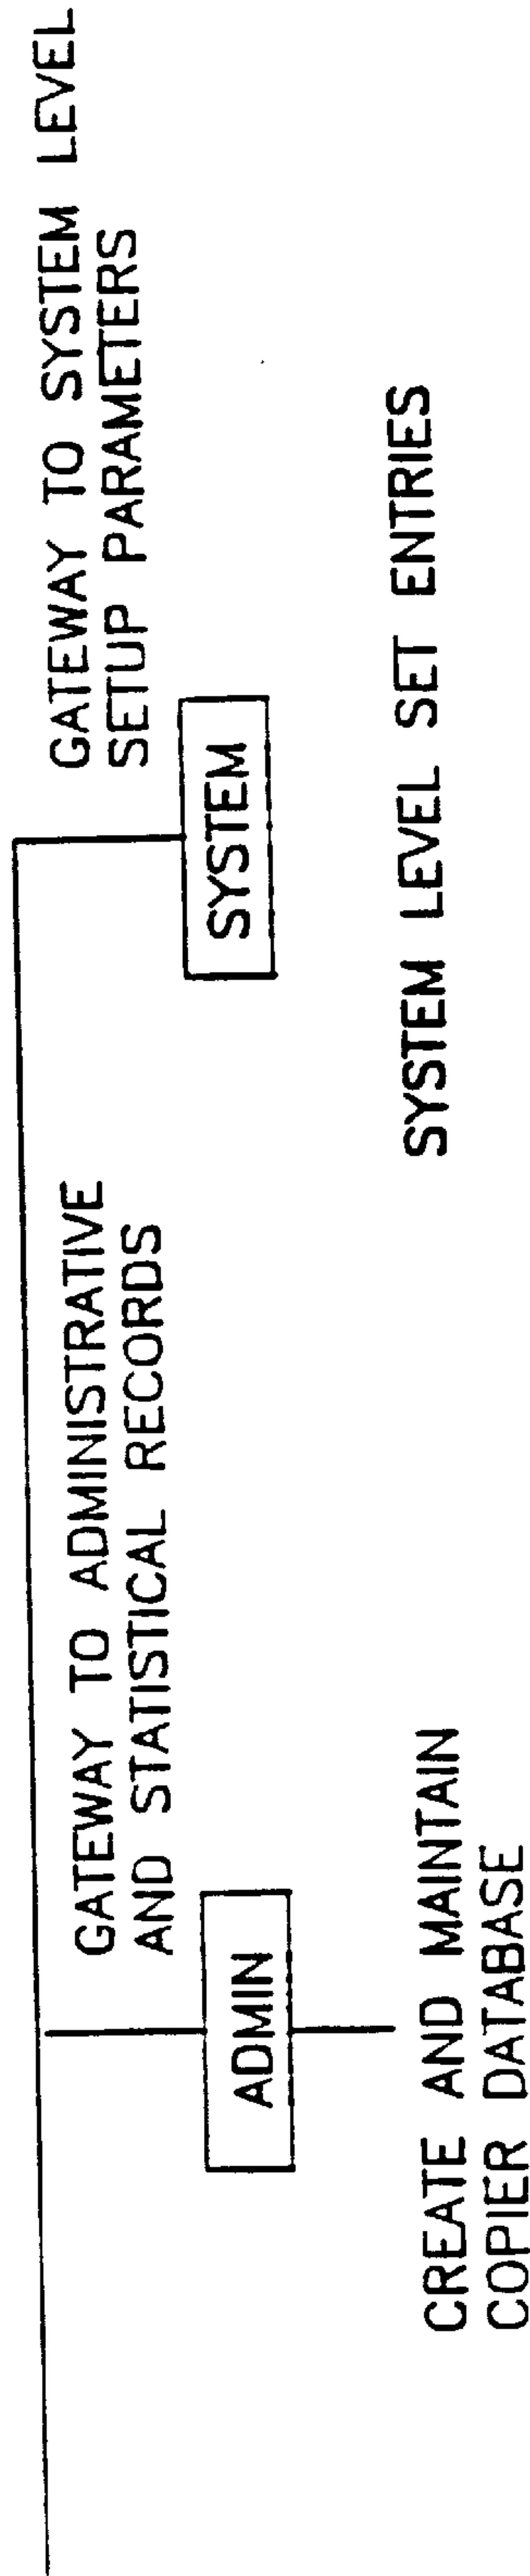 GATEWAY TO ADMINISTRATIVE
AND STATISTICAL RECORDS
ADMIN
CREATE AND MAINTAIN
COPIER DATABASE
GATEWAY TO SYSTEM LEVEL
SETUP PARAMETERS
SYSTEM
SYSTEM LEVEL SET ENTRIES